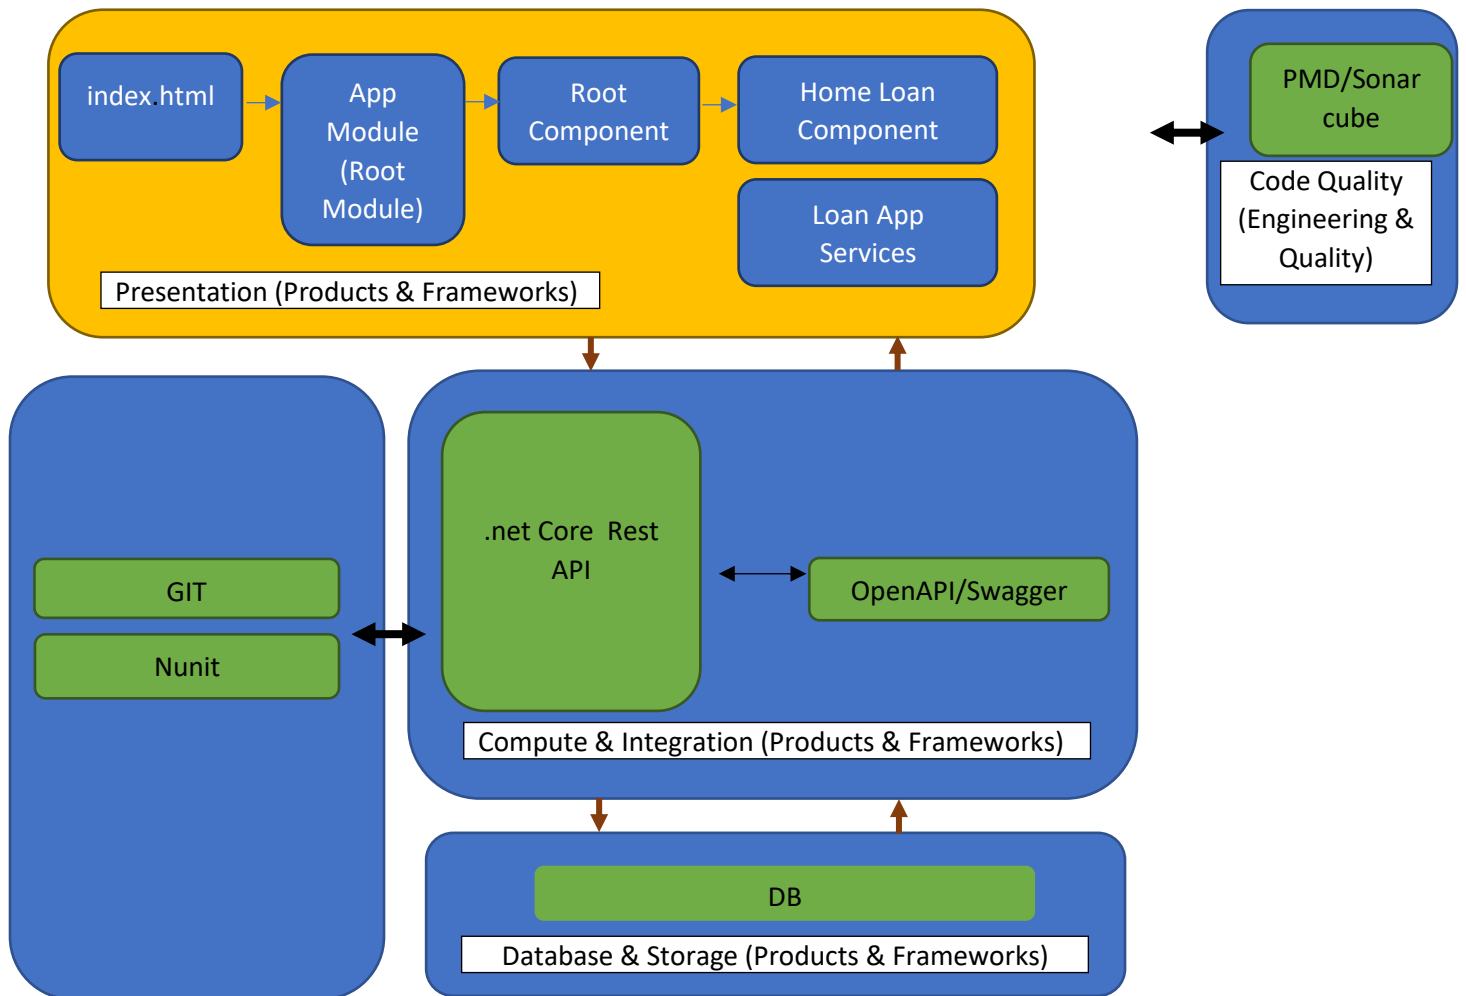 index.html
App
Module
(Root
Module)
Root
Component
Home Loan
Component
Loan App
Services
Presentation (Products & Frameworks)
PMD/Sonar
cube
Code Quality
(Engineering &
Quality)
GIT
Nunit
.net Core  Rest
API
OpenAPI/Swagger
Compute & Integration (Products & Frameworks)
DB
Database & Storage (Products & Frameworks)